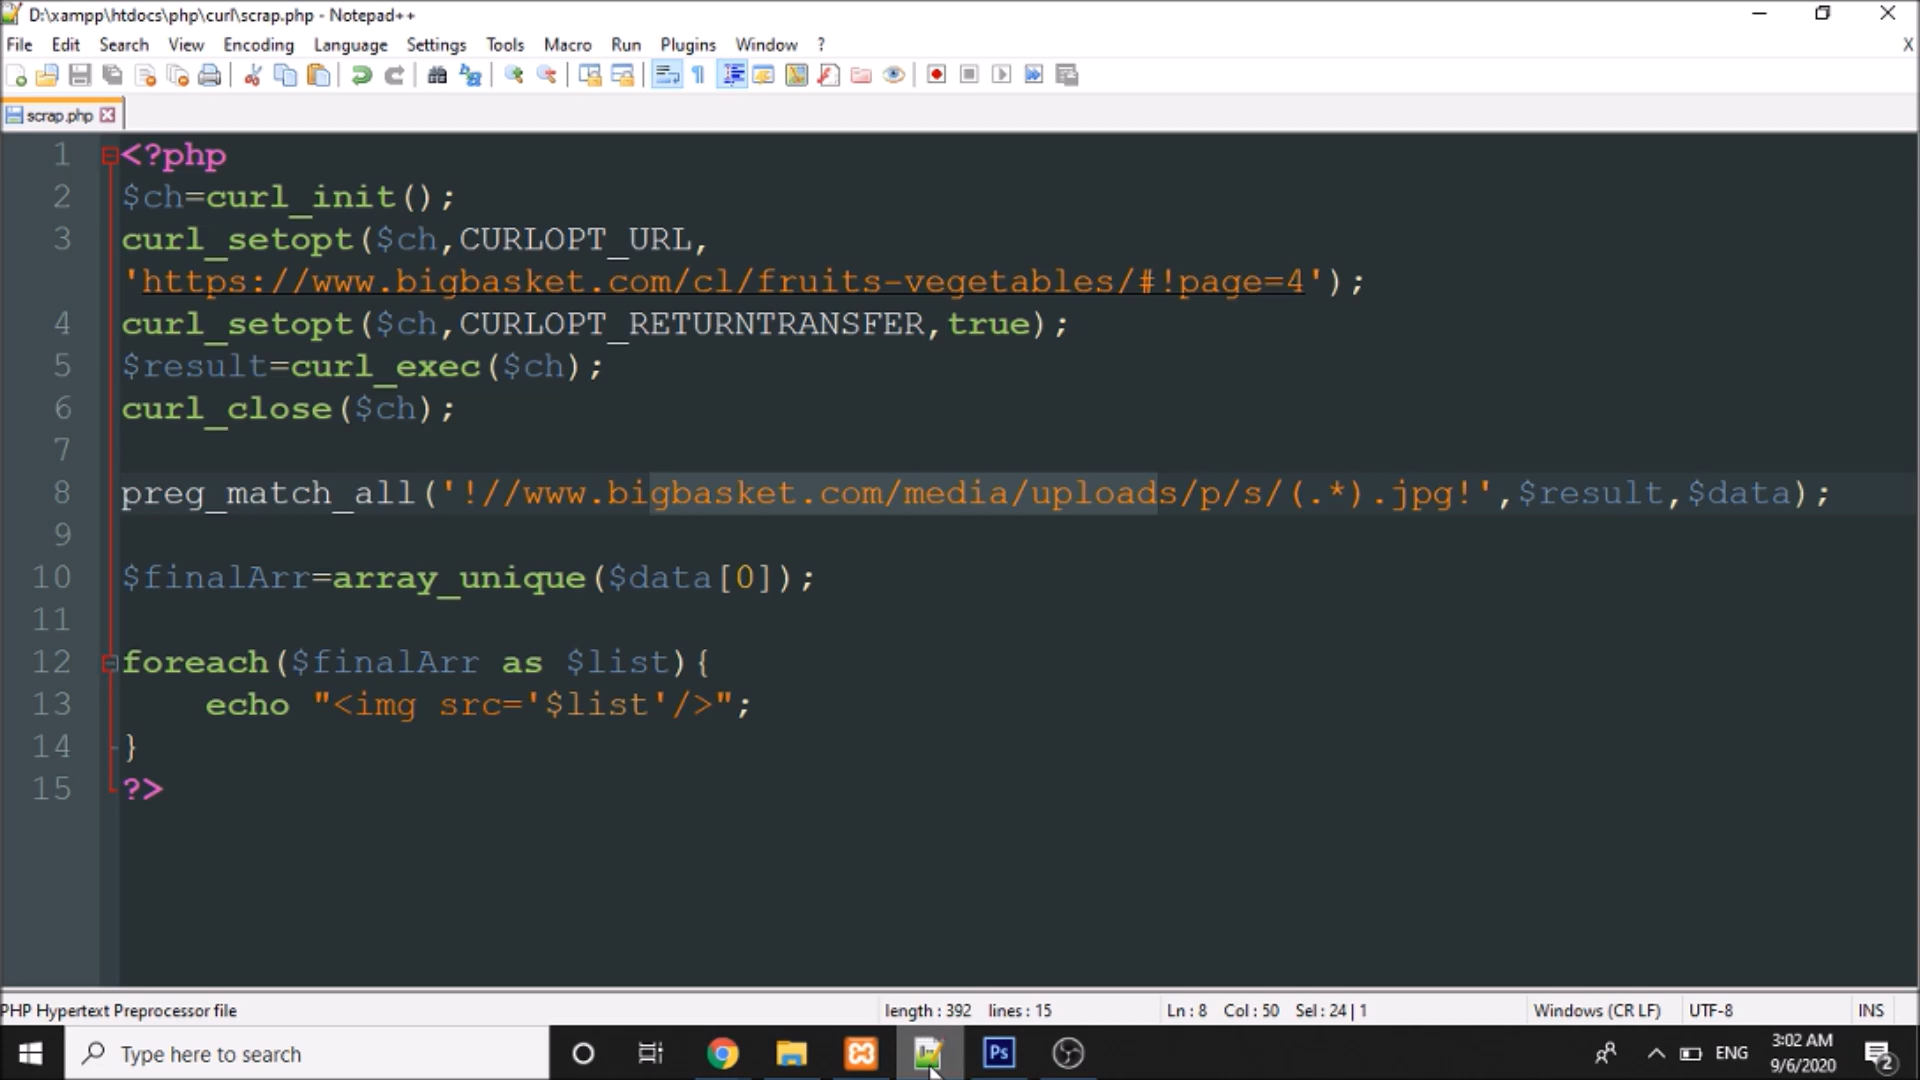 D:\xampp\htdocs\php\curl\scrap.php - Notepad++
File Edit Search View Encoding Language Settings Tools Macro Run Plugins Window ? X
scrap.php
1 <?php
2 $ch=curl_init();
3 curl_setopt($ch,CURLOPT_URL,
'https://www.bigbasket.com/cl/fruits-vegetables/#!page=4');
4 curl_setopt($ch,CURLOPT_RETURNTRANSFER,true);
5 $result=curl_exec($ch);
6 curl_close($ch);
7
8 preg_match_all('!//www.bigbasket.com/media/uploads/p/s/(.*).jpg!',$result,$data);
9
10 $finalArr=array_unique($data[0]);
11
12 foreach($finalArr as $list){
13 echo "<img src='$list'/>";
14 }
15 ?>
PHP Hypertext Preprocessor file length : 392 lines : 15 Ln : 8 Col : 50 Sel : 24 | 1 Windows (CR LF) UTF-8 INS
Type here to search Ps ENG 3:02 AM
9/6/2020 2